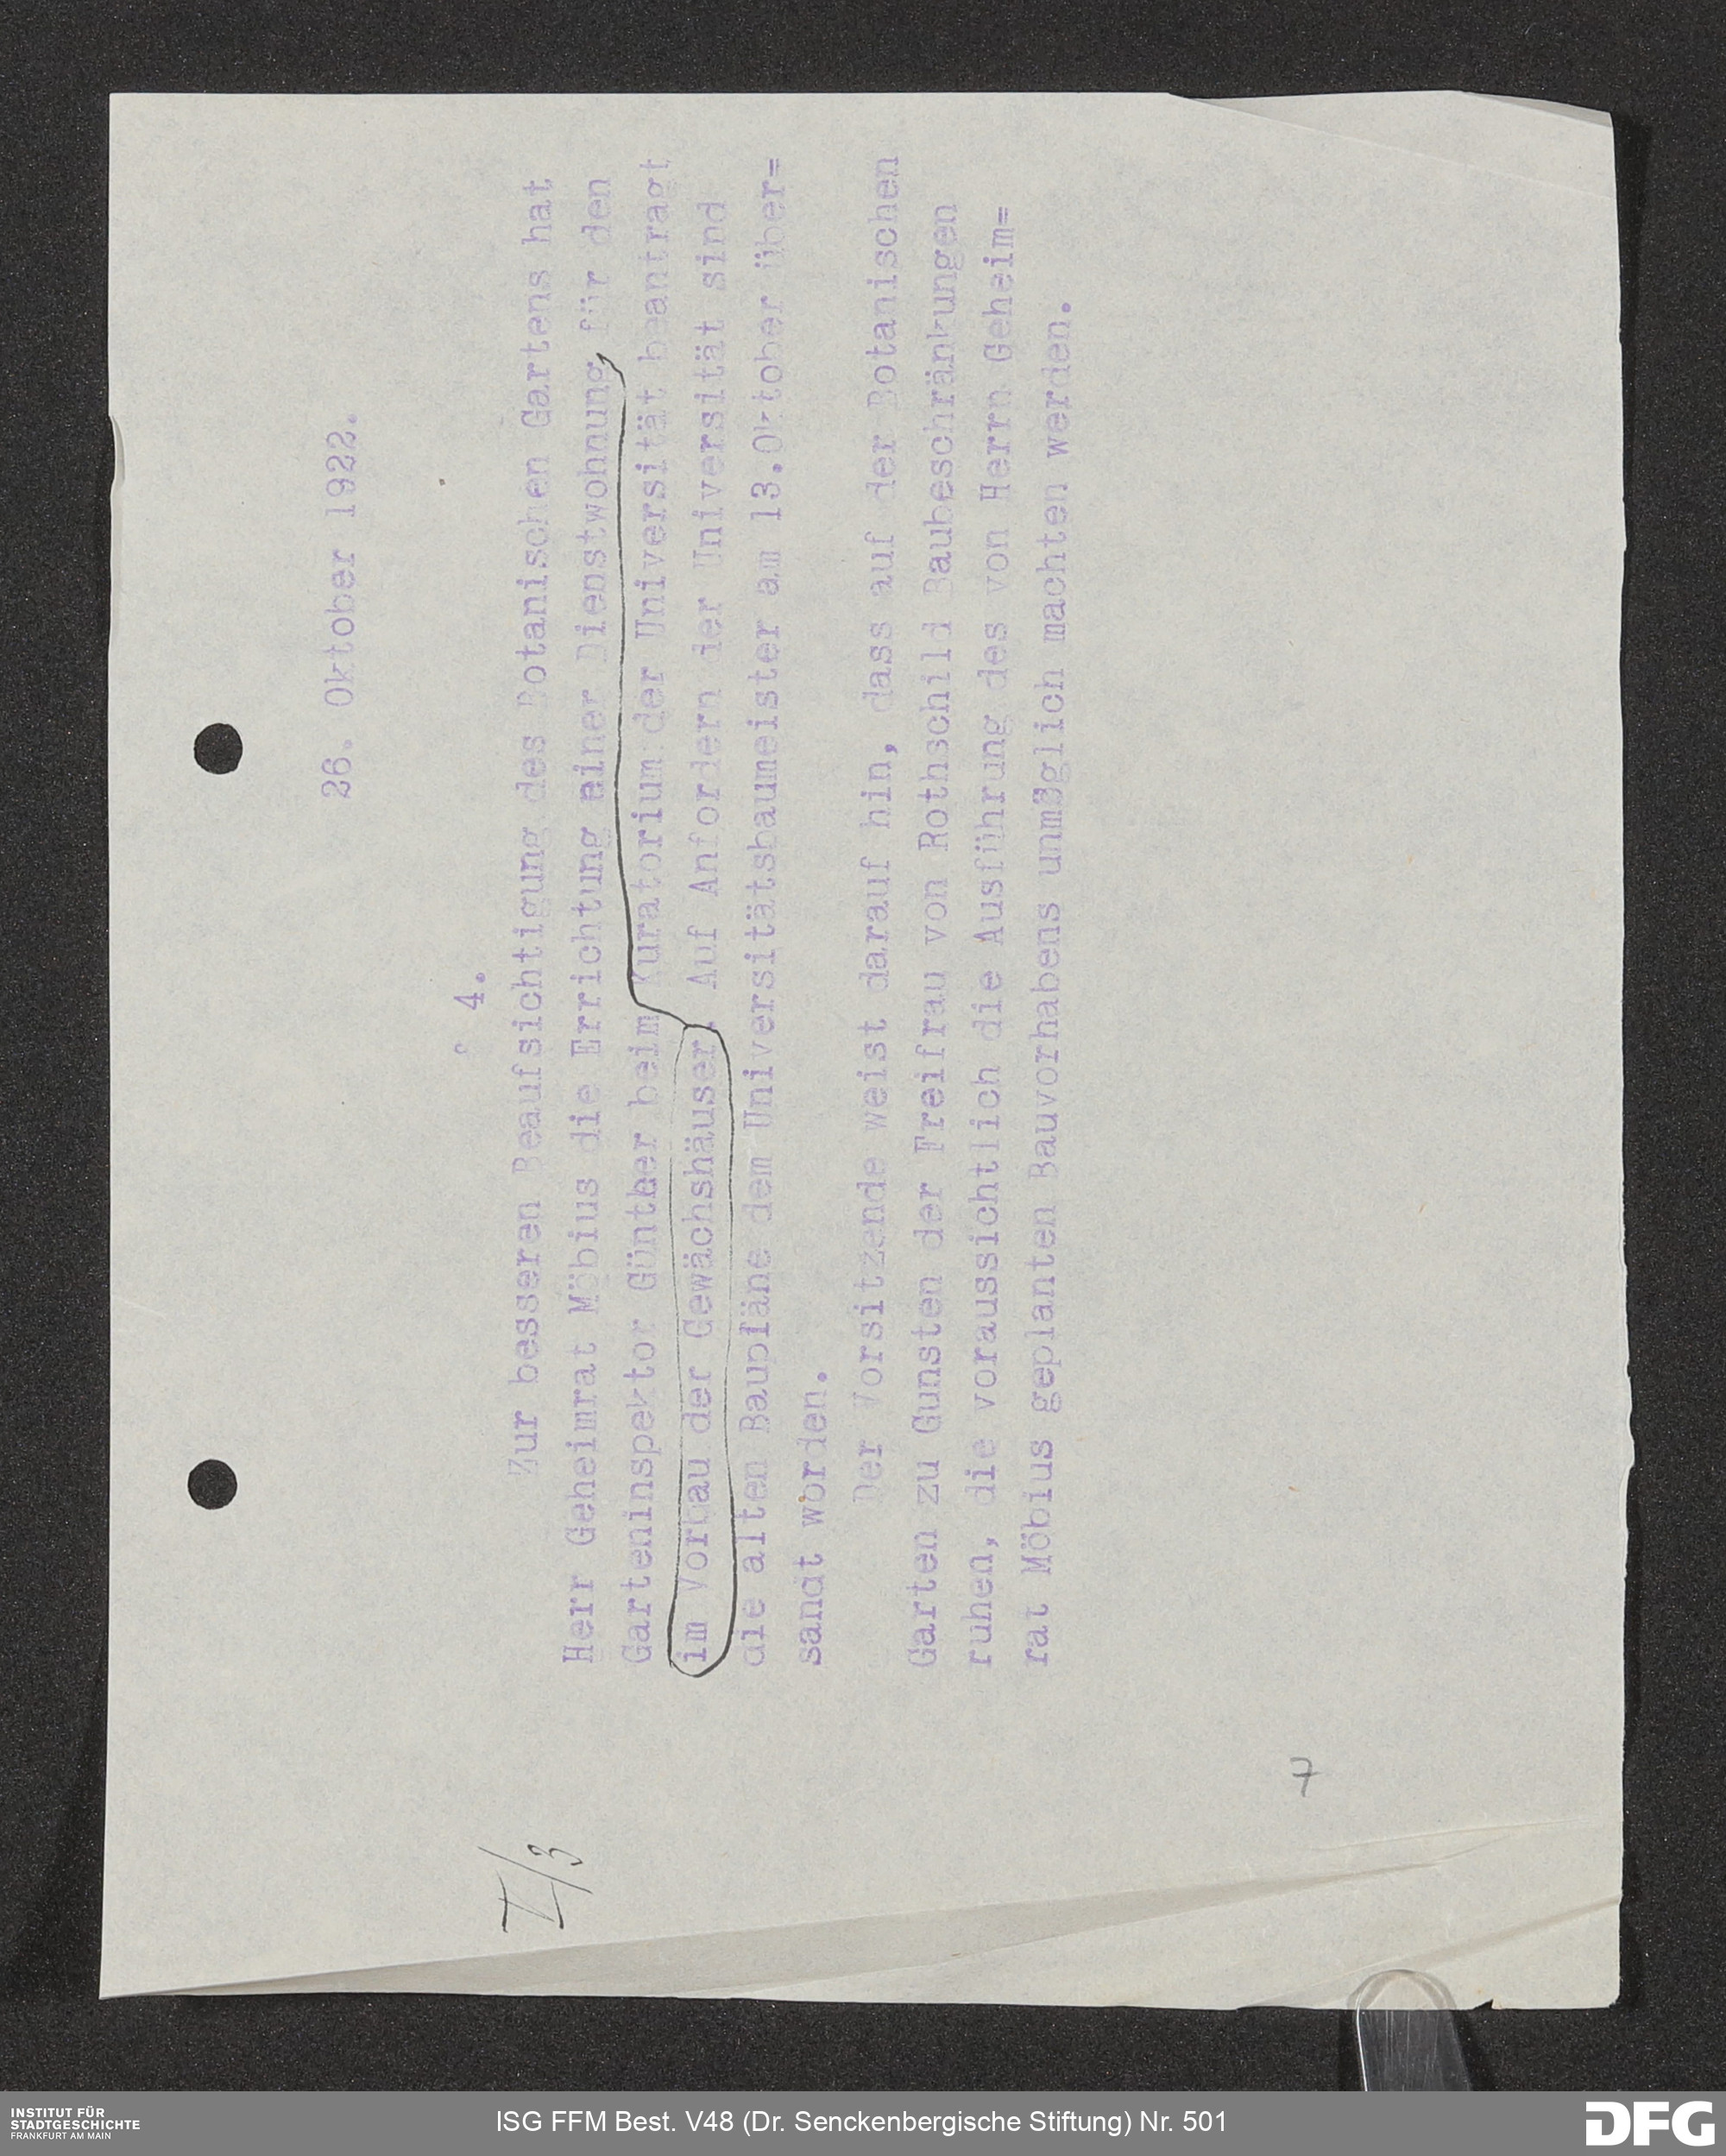 26. Oktober 1922.
4.
Zur besseren Beaufsichtigung des Botanischen Gartens hat
Herr Geheimrat Möbius die Errichtung einer Dienstwohnung für den
Garteninspektor Günther beim Kuratorium der Universität beantragt
im Vorbau der Gewächshäuser. Auf Anfordern der Universität sind
die alten Baupläne dem Universitätsbaumeister am 13.Oktober über=
sandt worden.
Der Vorsitzende weist darauf hin, dass auf der Botanischen
Garten zu Gunsten der Freifrau von Rothschild Baubeschränkungen
ruhen, die voraussichtlich die Ausführung des von Herrn Geheim=
rat Möbius geplanten Bauvorhabens unmöglich machten werden.
I/3
7
INSTITUT FÜR
STADTGESCHICHTE
FRANKFURT AM MAIN
ISG FFM Best. V48 (Dr. Senckenbergische Stiftung) Nr. 501
DFG